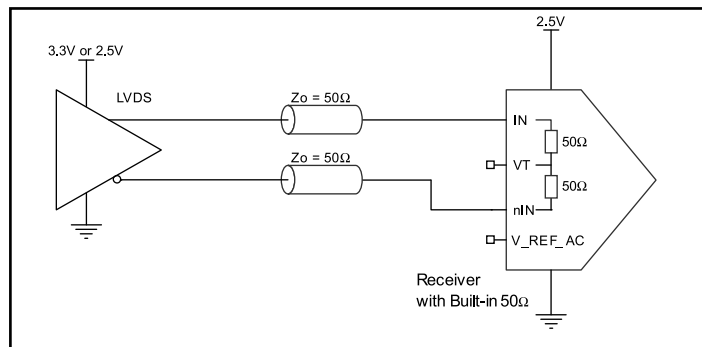 2.5V
3.3V or 2.5V
LVDS
Zo = 50Ω
IN
50Ω
VT
Zo = 50Ω
50Ω
nIN
V_REF_AC
Receiver
with Built-in 50Ω